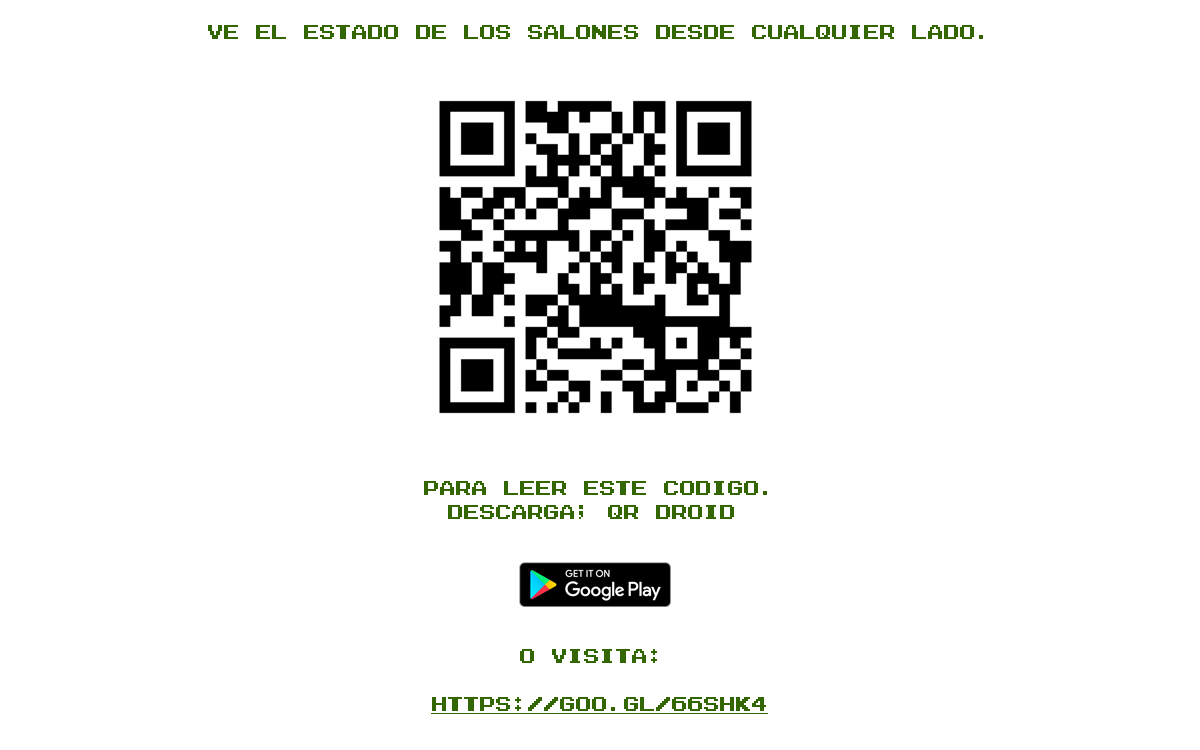 VE EL ESTADO DE LOS SALONES DESDE CUALQUIER LADO.
PARA LEER ESTE CODIGO.
DESCARGA; QR DROID
GET IT ON
Google Play
O VISITA:
HTTPS://GOO.GL/66SHK4